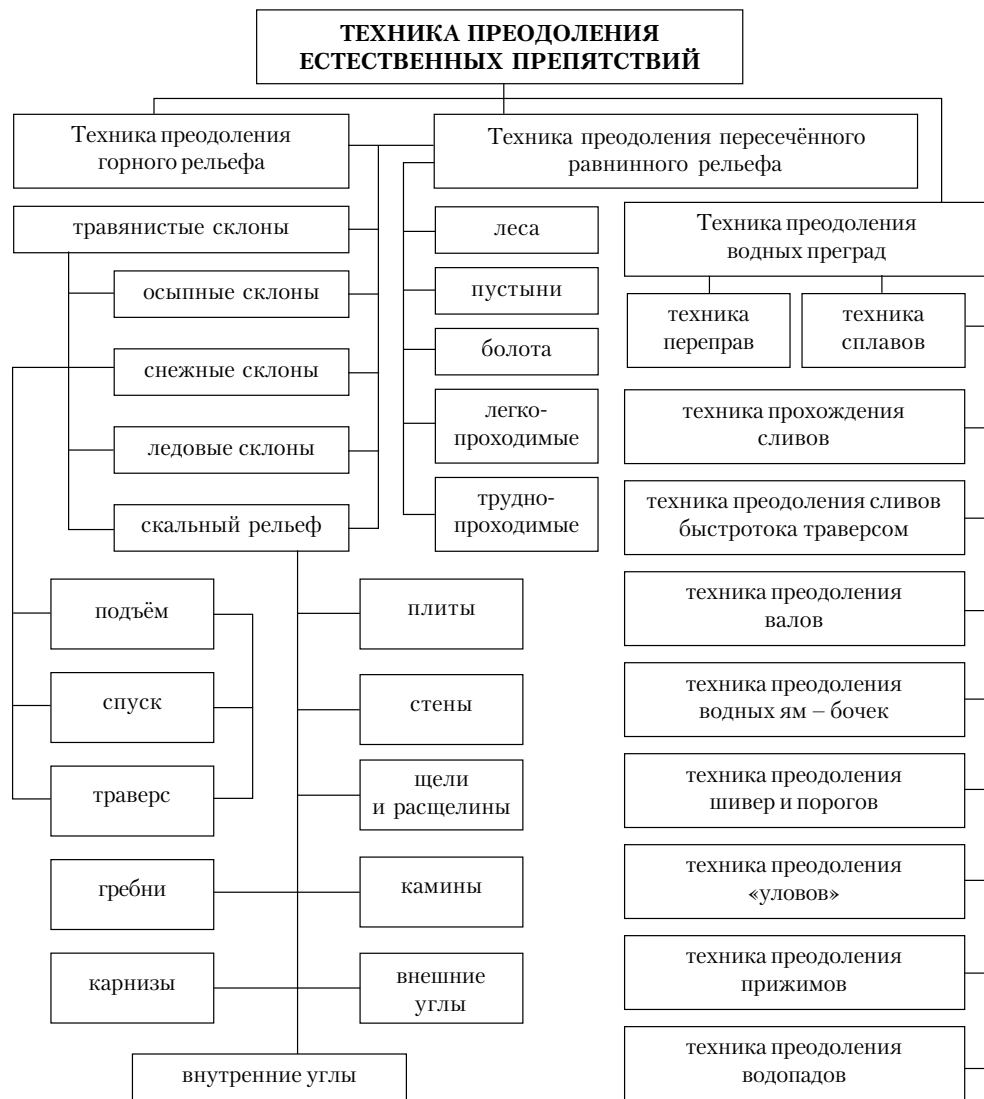 ТЕХНИКА ПРЕОДОЛЕНИЯ
ЕСТЕСТВЕННЫХ ПРЕПЯТСТВИЙ
Техника преодоления
горного рельефа
Техника преодоления пересечённого
равнинного рельефа
травянистые склоны
осыпные склоны
снежные склоны
ледовые склоны
скальный рельеф
леса
пустыни
болота
легко-
проходимые
трудно-
проходимые
Техника преодоления
водных преград
техника
переправ
техника
сплавов
техника прохождения
сливов
техника преодоления сливов
быстротока траверсом
техника преодоления
валов
техника преодоления
водных ям – бочек
техника преодоления
шивер и порогов
техника преодоления
«уловов»
техника преодоления
прижимов
техника преодоления
водопадов
подъём
спуск
траверс
гребни
карнизы
плиты
стены
щели
и расщелины
камины
внешние
углы
внутренние углы